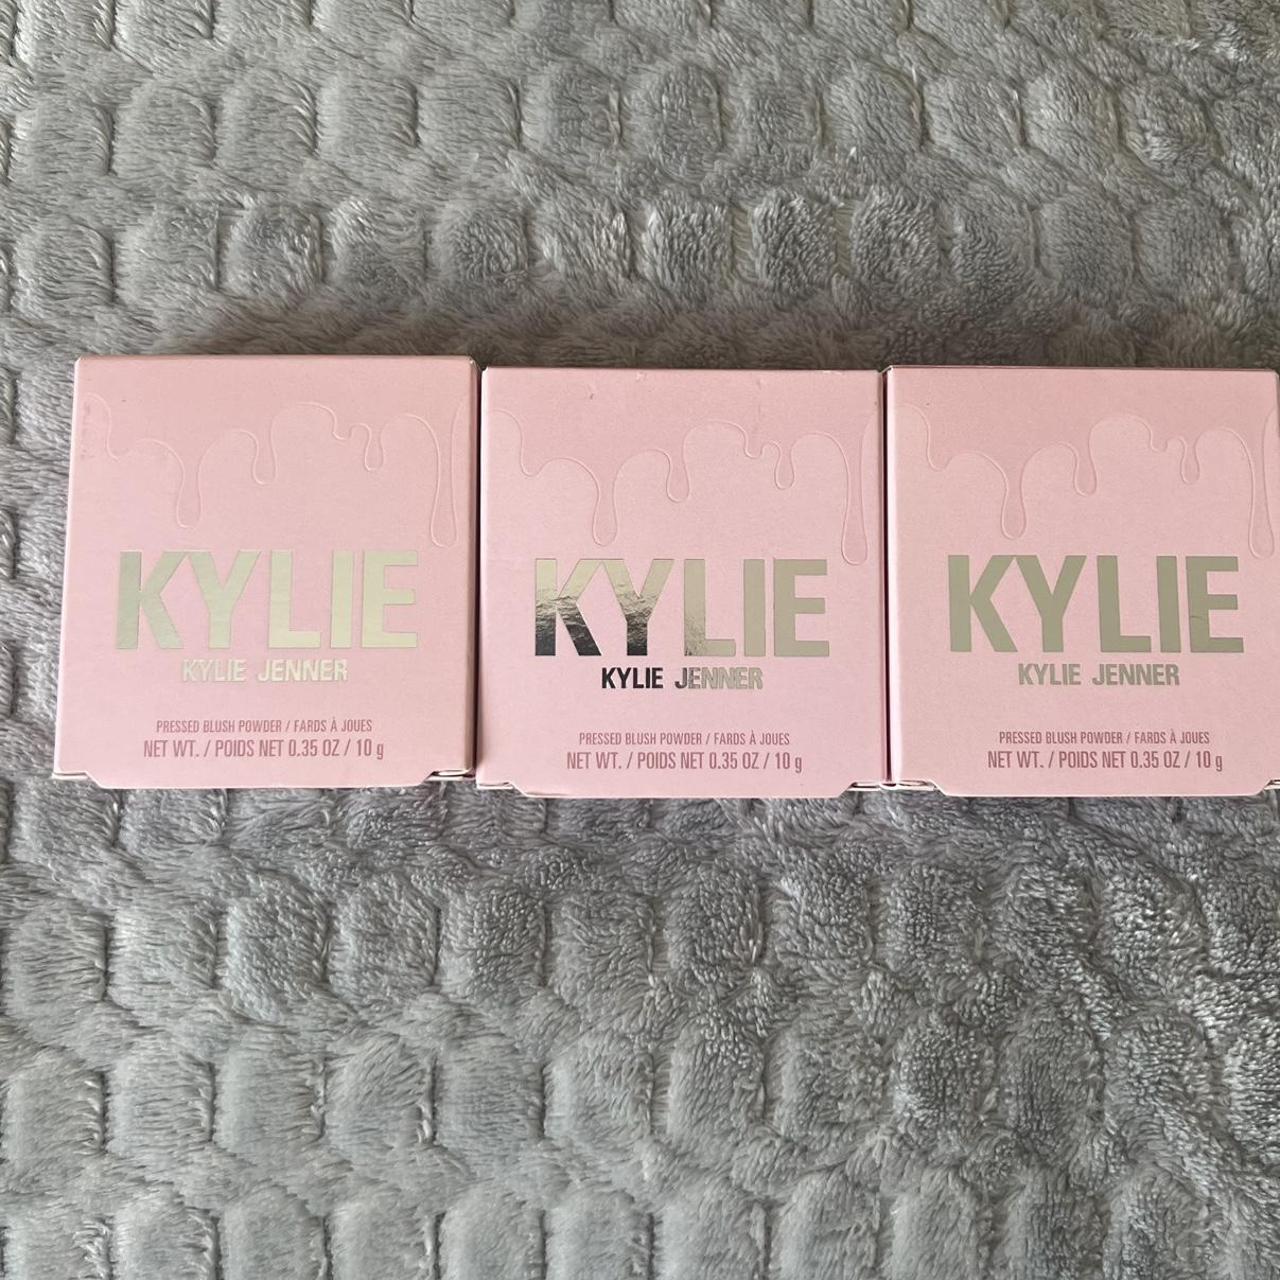 KYLIE
KYLIE JENNER
PRESSED BLUSH POWDER / FARDS À JOUES
NET WT. / POIDS NET 0.35 OZ / 10 g
KYLIE
KYLIE JENNER
PRESSED BLUSH POWDER / FARDS À JOUES
NET WT. / POIDS NET 0.35 OZ / 10 g
KYLIE
KYLIE JENNER
PRESSED BLUSH POWDER / FARDS À JOUES
NET WT. / POIDS NET 0.35 OZ / 10 g